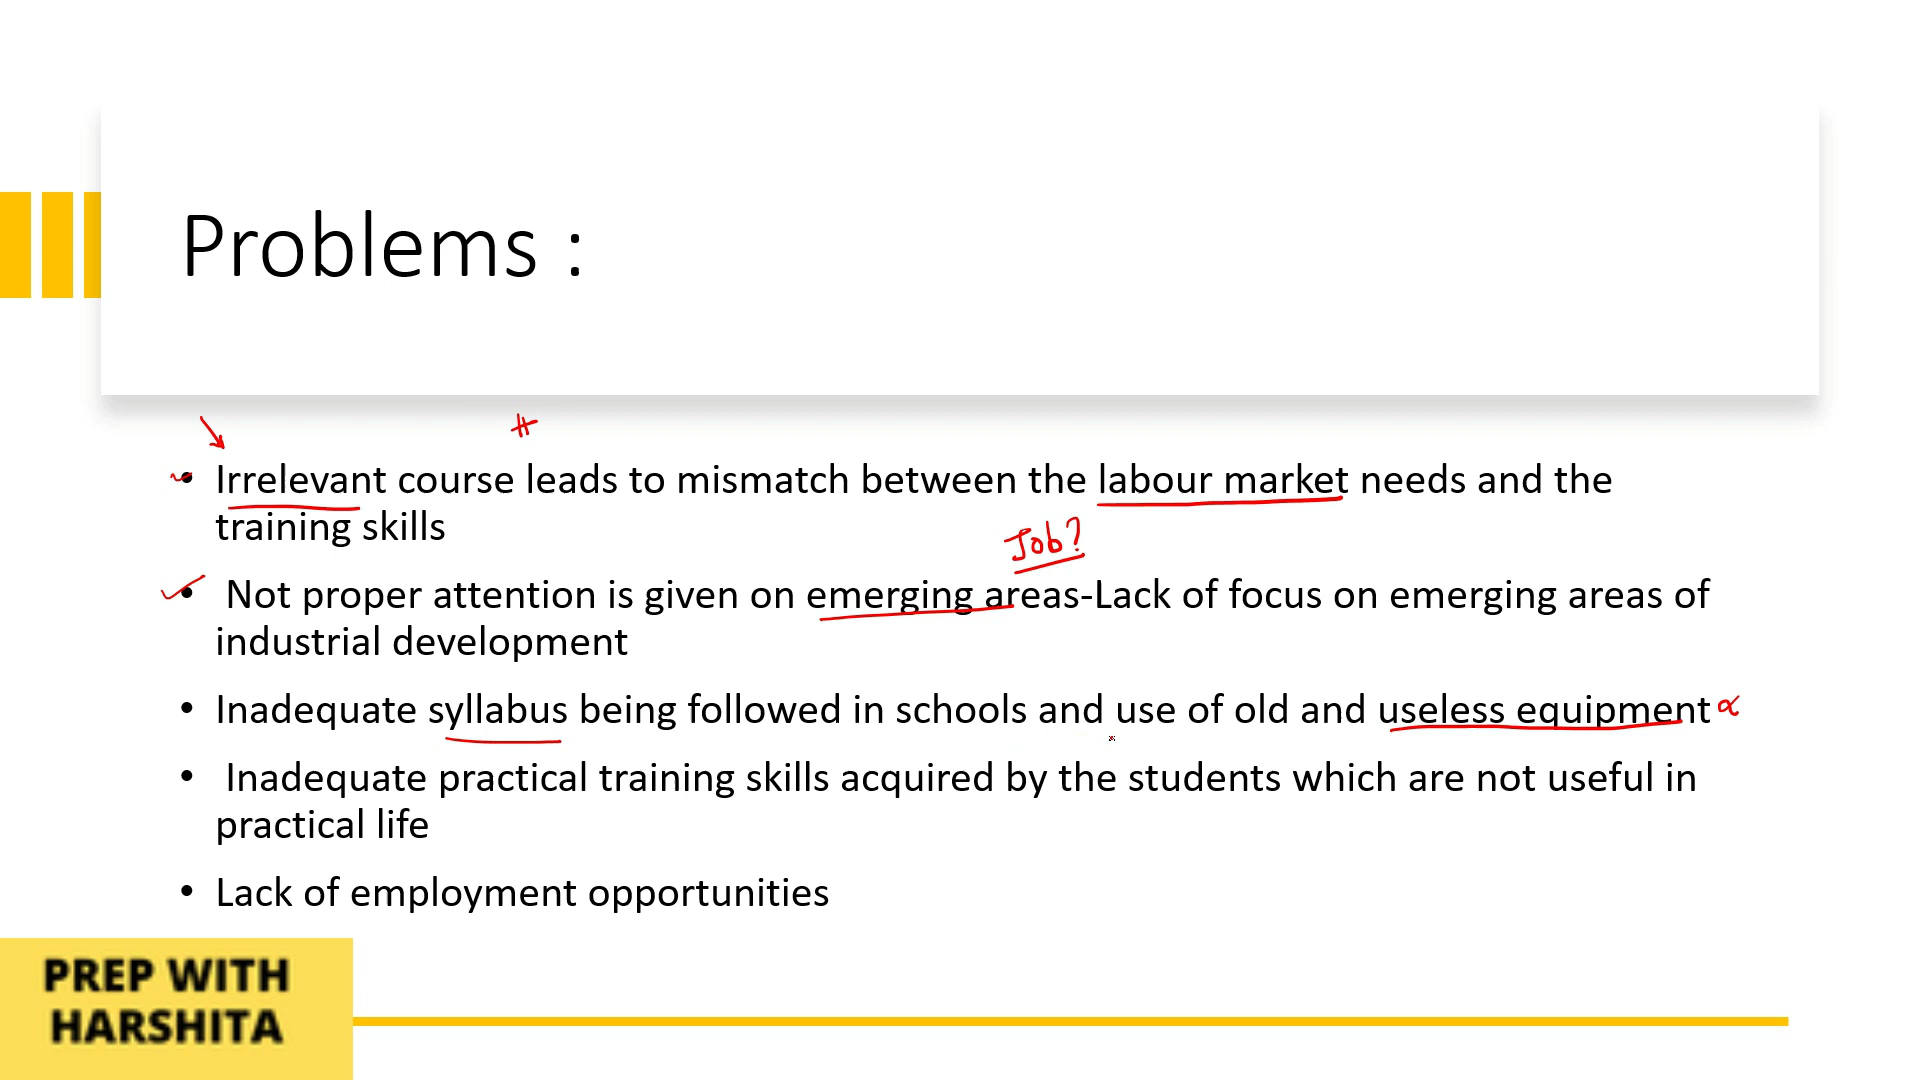 Problems :
• Irrelevant course leads to mismatch between the labour market needs and the
training skills
Job?
• Not proper attention is given on emerging areas-Lack of focus on emerging areas of
industrial development
• Inadequate syllabus being followed in schools and use of old and useless equipment
• Inadequate practical training skills acquired by the students which are not useful in
practical life
• Lack of employment opportunities
PREP WITH
HARSHITA